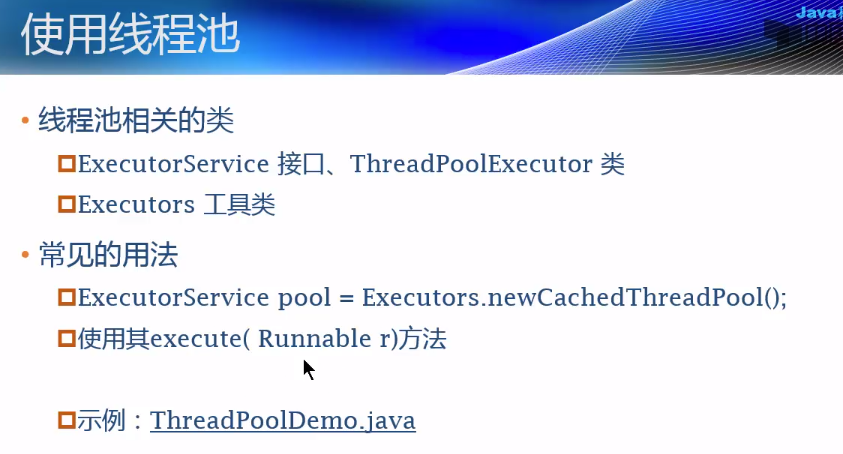 使用线程池
Java
• 线程池相关的类
ExecutorService 接口、ThreadPoolExecutor 类
Executors 工具类
• 常见的用法
ExecutorService pool = Executors.newCachedThreadPool();
使用其execute( Runnable r)方法
示例：ThreadPoolDemo.java